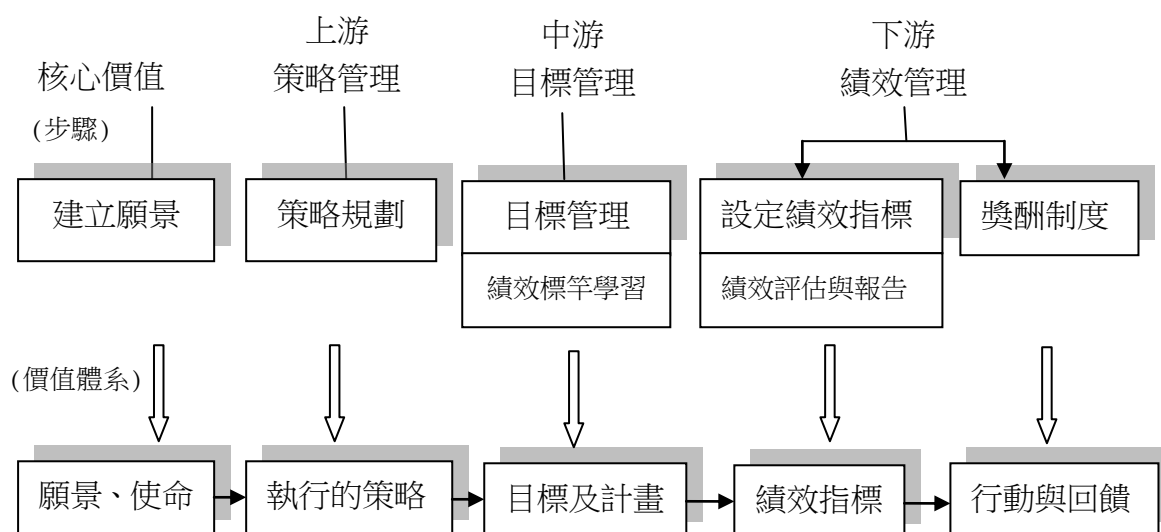 上游 中游 下游
核心價值 策略管理 目標管理 績效管理
(步驟)
建立願景 策略規劃 目標管理 設定績效指標 獎酬制度
績效標竿學習 績效評估與報告
(價值體系)
願景、使命 執行的策略 目標及計畫 績效指標 行動與回饋